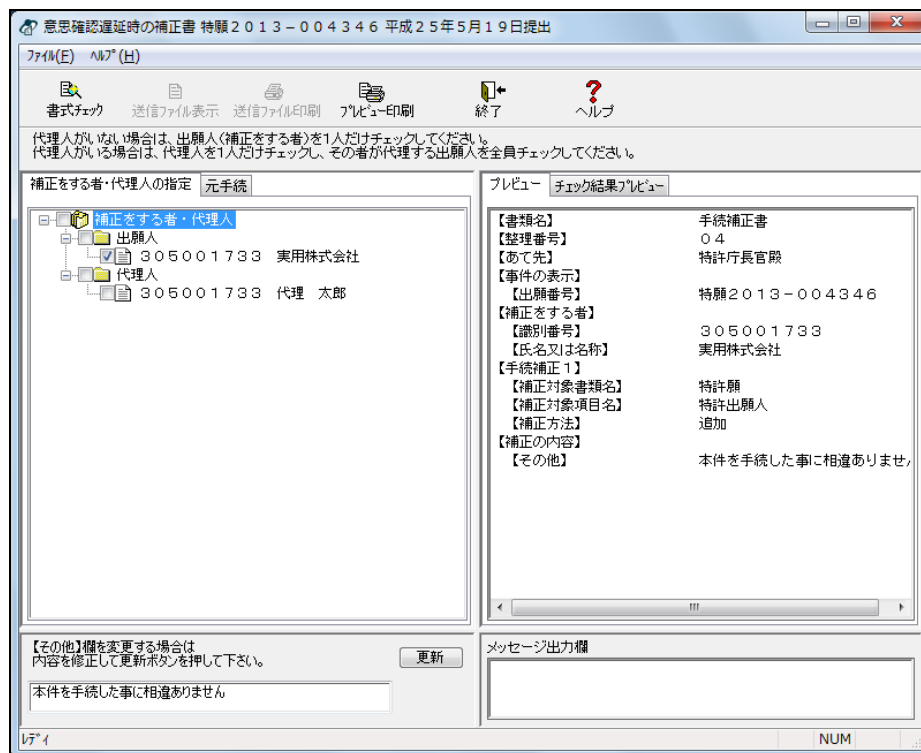 意思確認遅延時の補正書 特願２０１３－００４３４６ 平成２５年５月１９日提出
ﾌｧｲﾙ(F) ﾍﾙﾌﾟ(H)
書式ﾁｪｯｸ 送信ﾌｧｲﾙ表示 送信ﾌｧｲﾙ印刷 ﾌﾟﾚﾋﾞｭｰ印刷 終了 ヘルプ
代理人がいない場合は、出願人(補正をする者)を1人だけチェックしてください。
代理人がいる場合は、代理人を1人だけチェックし、その者が代理する出願人を全員チェックしてください。
補正をする者・代理人の指定 元手続
補正をする者・代理人
出願人
３０５００１７３３ 実用株式会社
代理人
３０５００１７３３ 代理 太郎
プレビュー チェック結果プレビュー
【書類名】 手続補正書
【整理番号】 ０４
【あて先】 特許庁長官殿
【事件の表示】
【出願番号】 特願２０１３－００４３４６
【補正をする者】
【識別番号】 ３０５００１７３３
【氏名又は名称】 実用株式会社
【手続補正１】
【補正対象書類名】 特許願
【補正対象項目名】 特許出願人
【補正方法】 追加
【補正の内容】
【その他】 本件を手続した事に相違ありませ
【その他】欄を変更する場合は
内容を修正して更新ボタンを押して下さい。
更新
本件を手続した事に相違ありません
メッセージ出力欄
ﾚﾃﾞｨ NUM